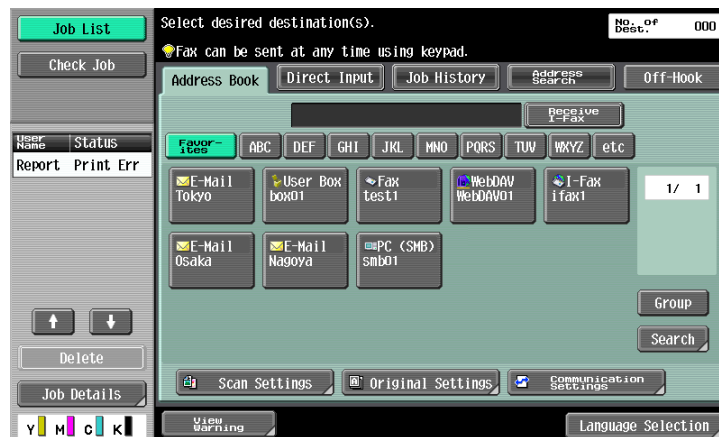 Job List
Check Job
User Name Status
Report Print Err
Delete
Job Details
Y M C K
Select desired destination(s).
No. of Dest. 000
Fax can be sent at any time using keypad.
Address Book Direct Input Job History Address Search Off-Hook
Receive I-Fax
Favor-ites ABC DEF GHI JKL MNO PQRS TUV WXYZ etc
E-Mail User Box Fax WebDAV I-Fax
Tokyo box01 test1 WebDAV01 ifax1
1/ 1
E-Mail E-Mail PC (SMB)
Osaka Nagoya smb01
Group
Search
Scan Settings Original Settings Communication Settings
View Warning Language Selection